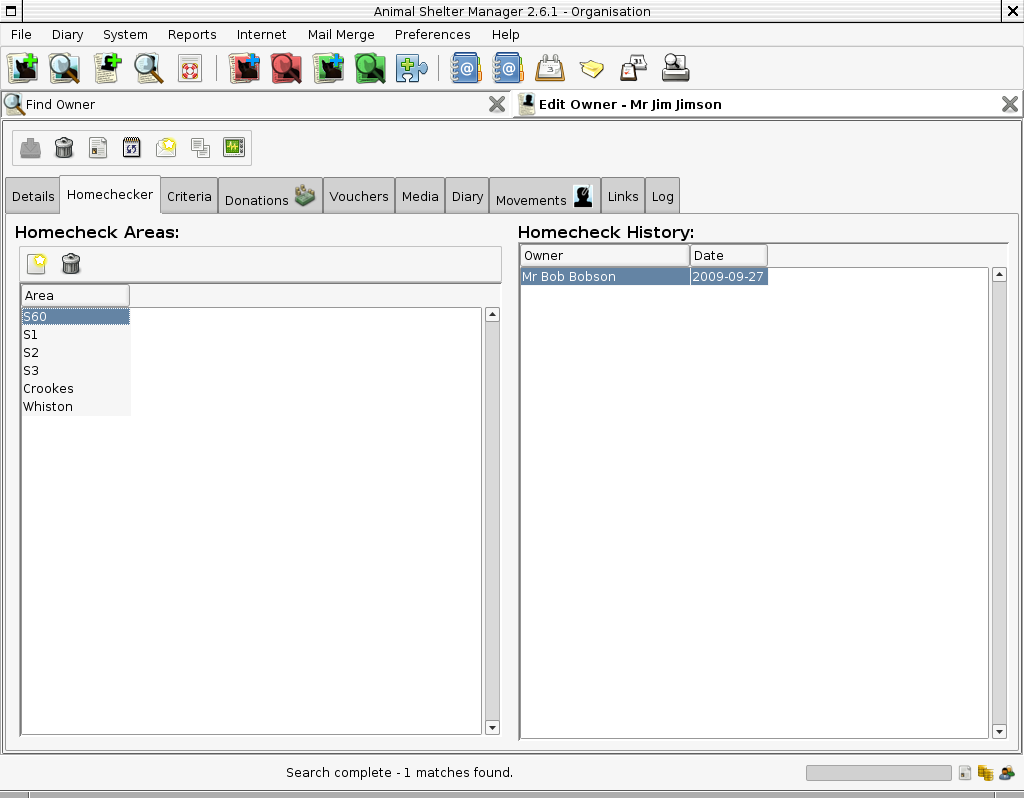 Animal Shelter Manager 2.6.1 - Organisation
File Diary System Reports Internet Mail Merge Preferences Help
Find Owner
Edit Owner - Mr Jim Jimson
Details Homechecker Criteria Donations Vouchers Media Diary Movements Links Log
Homecheck Areas:
Area
S60
S1
S2
S3
Crookes
Whiston
Homecheck History:
Owner Date
Mr Bob Bobson 2009-09-27
Search complete - 1 matches found.